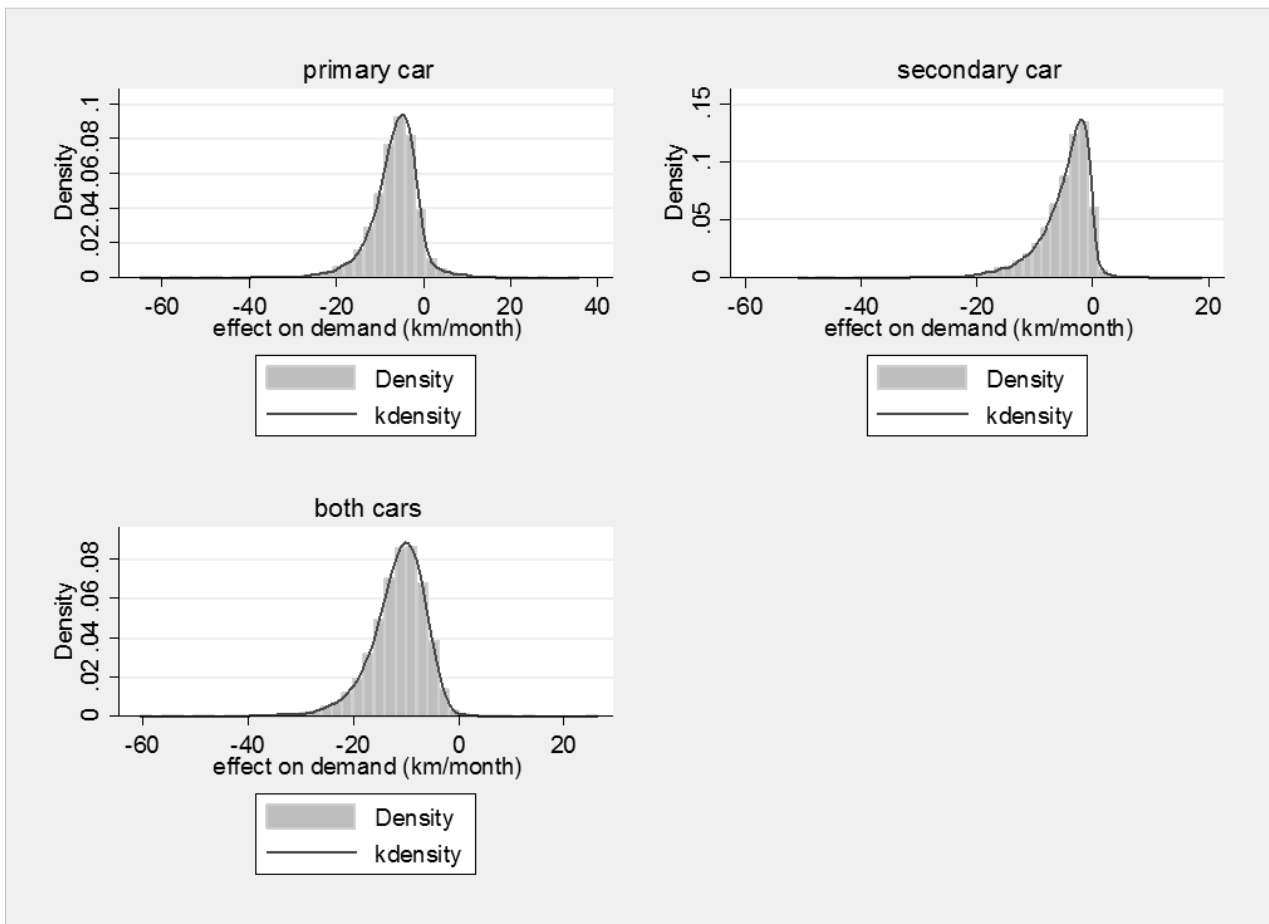 primary car
Density
0 .02 .04 .06 .08 .1
-60 -40 -20 0 20 40
effect on demand (km/month)
Density
kdensity
secondary car
Density
0 .05 .1 .15
-60 -40 -20 0 20
effect on demand (km/month)
Density
kdensity
both cars
Density
0 .02 .04 .06 .08
-60 -40 -20 0 20
effect on demand (km/month)
Density
kdensity